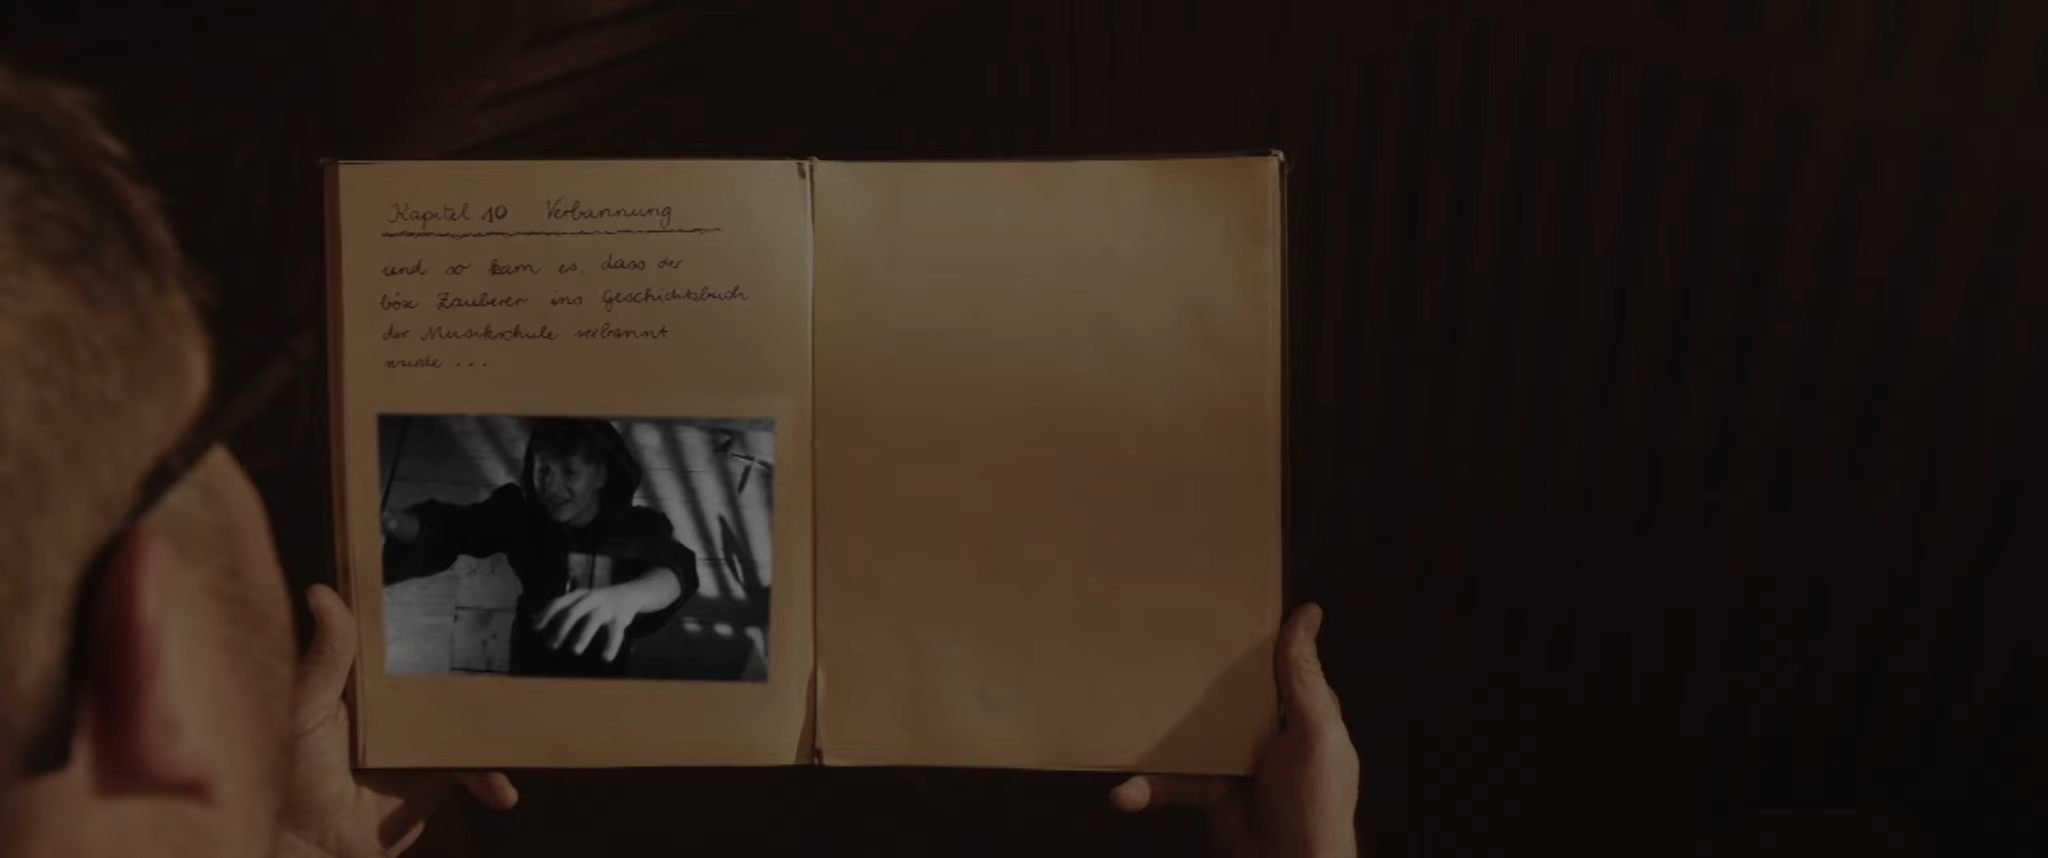 Kapitel 10 Verbannung
und so kam es, dass der
böse Zauberer ins Geschichtsbuch
der Musikschule verbannt
wurde ...